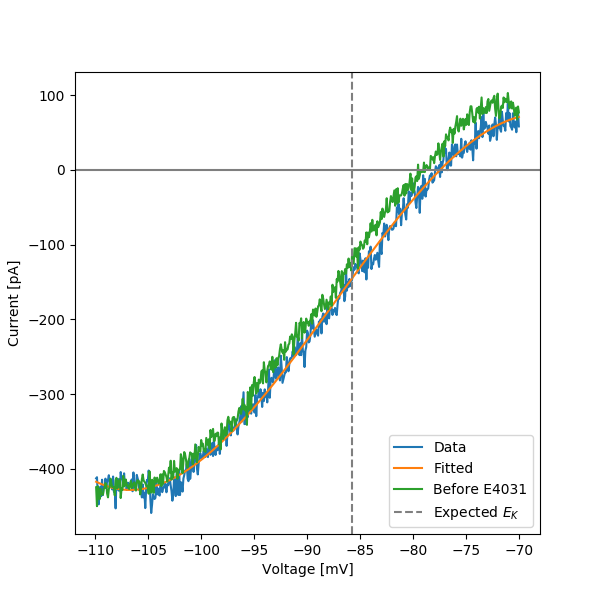 100
0
−100
−200
−300
−400
Current [pA]
Data
Fitted
Before E4031
Expected E_K
−110 −105 −100 −95 −90 −85 −80 −75 −70
Voltage [mV]